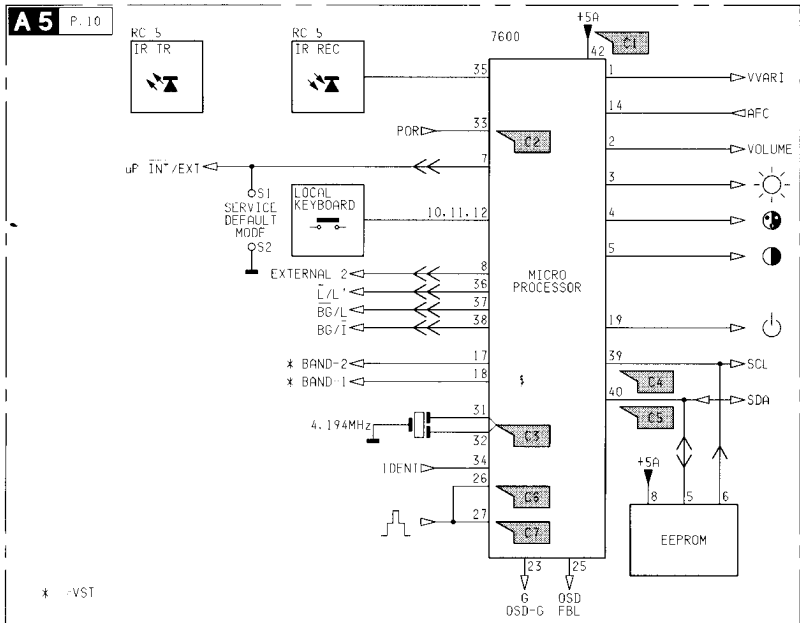 A5 P.10
+5A
RC 5
IR TR
RC 5
IR REC
7600
C1
42
35
1
VVARI
14
AFC
POR
33
C2
2
VOLUME
7
3
S1
SERVICE
DEFAULT
MODE
S2
LOCAL
KEYBOARD
10.11.12
4
5
EXTERNAL 2
8
MICRO
PROCESSOR
L/L'
36
BG/L
37
BG/I
38
19
* BAND-2
17
39
SCL
* BAND-1
18
C4
40
SDA
C5
4.194MHz
31
C3
32
+5A
IDENT
34
26
C6
8
5
6
27
C7
EEPROM
23
25
G
OSD-G
OSD
FBL